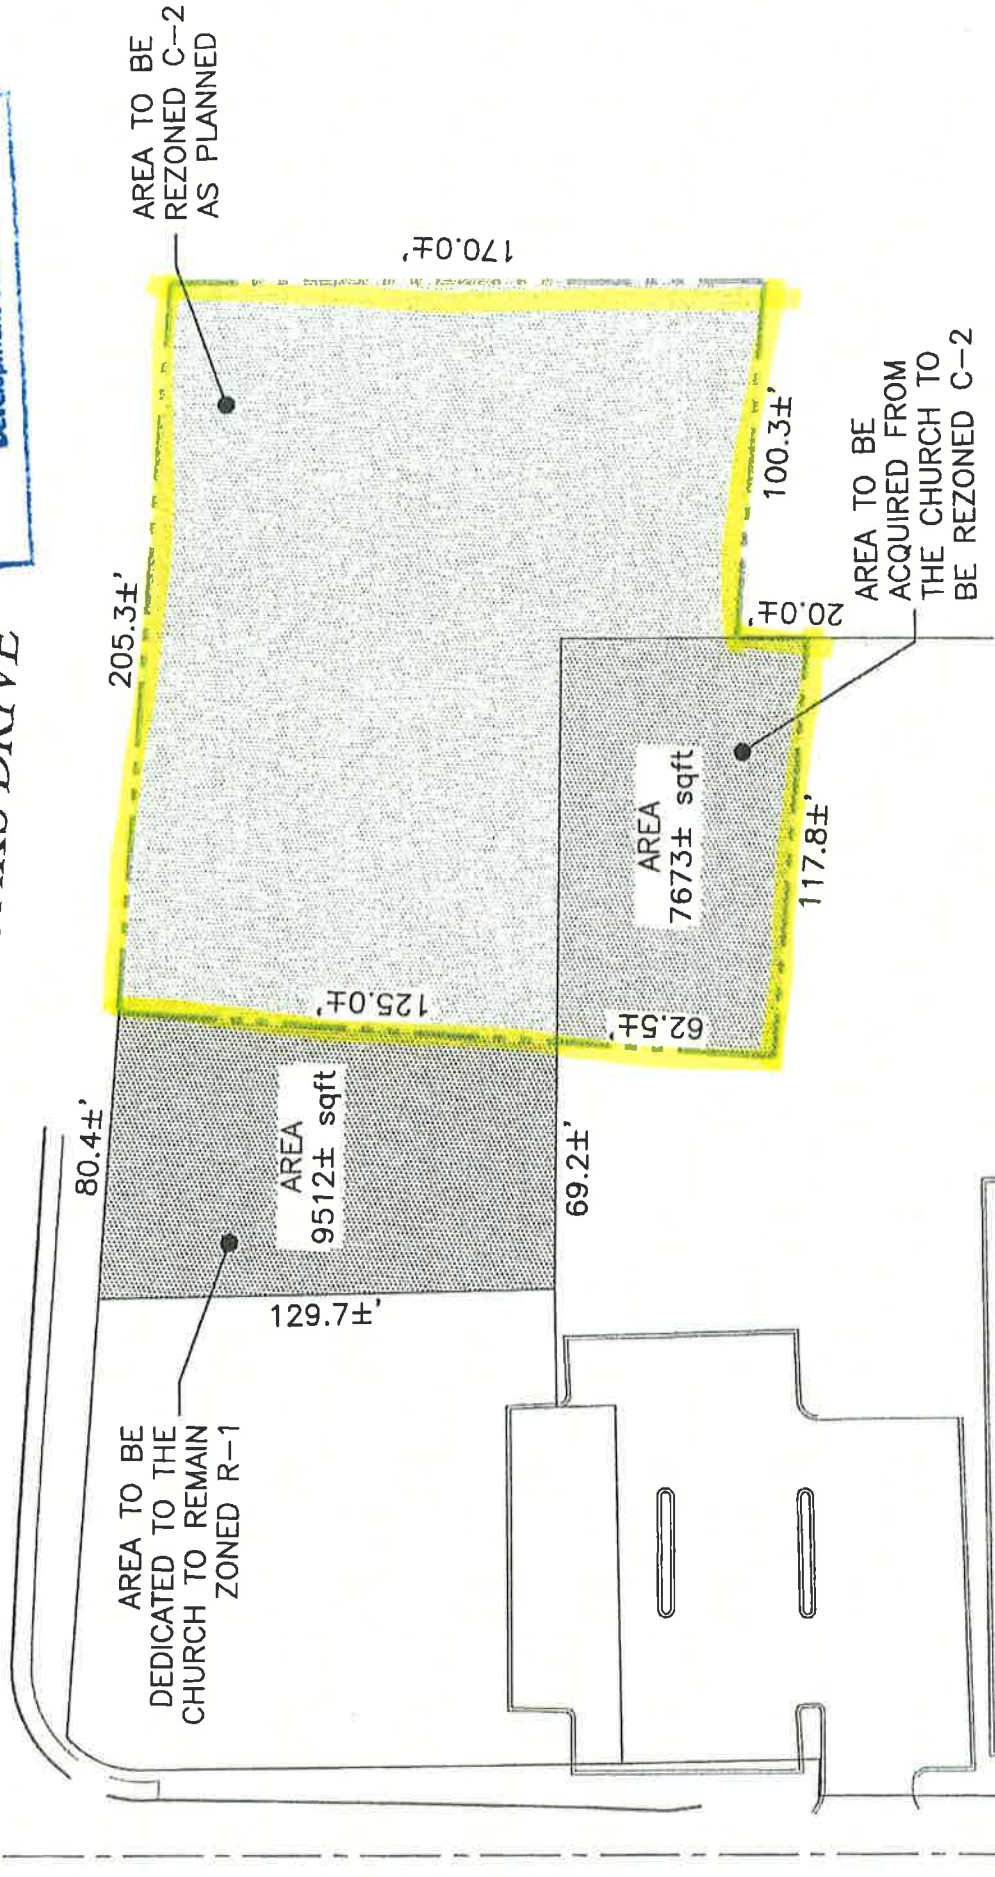 DRIVE
AREA TO BE
REZONED C-2
AS PLANNED
205.3±'
170.0±'
100.3±'
20.0±'
AREA TO BE
ACQUIRED FROM
THE CHURCH TO
BE REZONED C-2
AREA
7673± sqft
117.8±'
62.5±'
125.0±'
80.4±'
AREA
9512± sqft
69.2±'
129.7±'
AREA TO BE
DEDICATED TO THE
CHURCH TO REMAIN
ZONED R-1